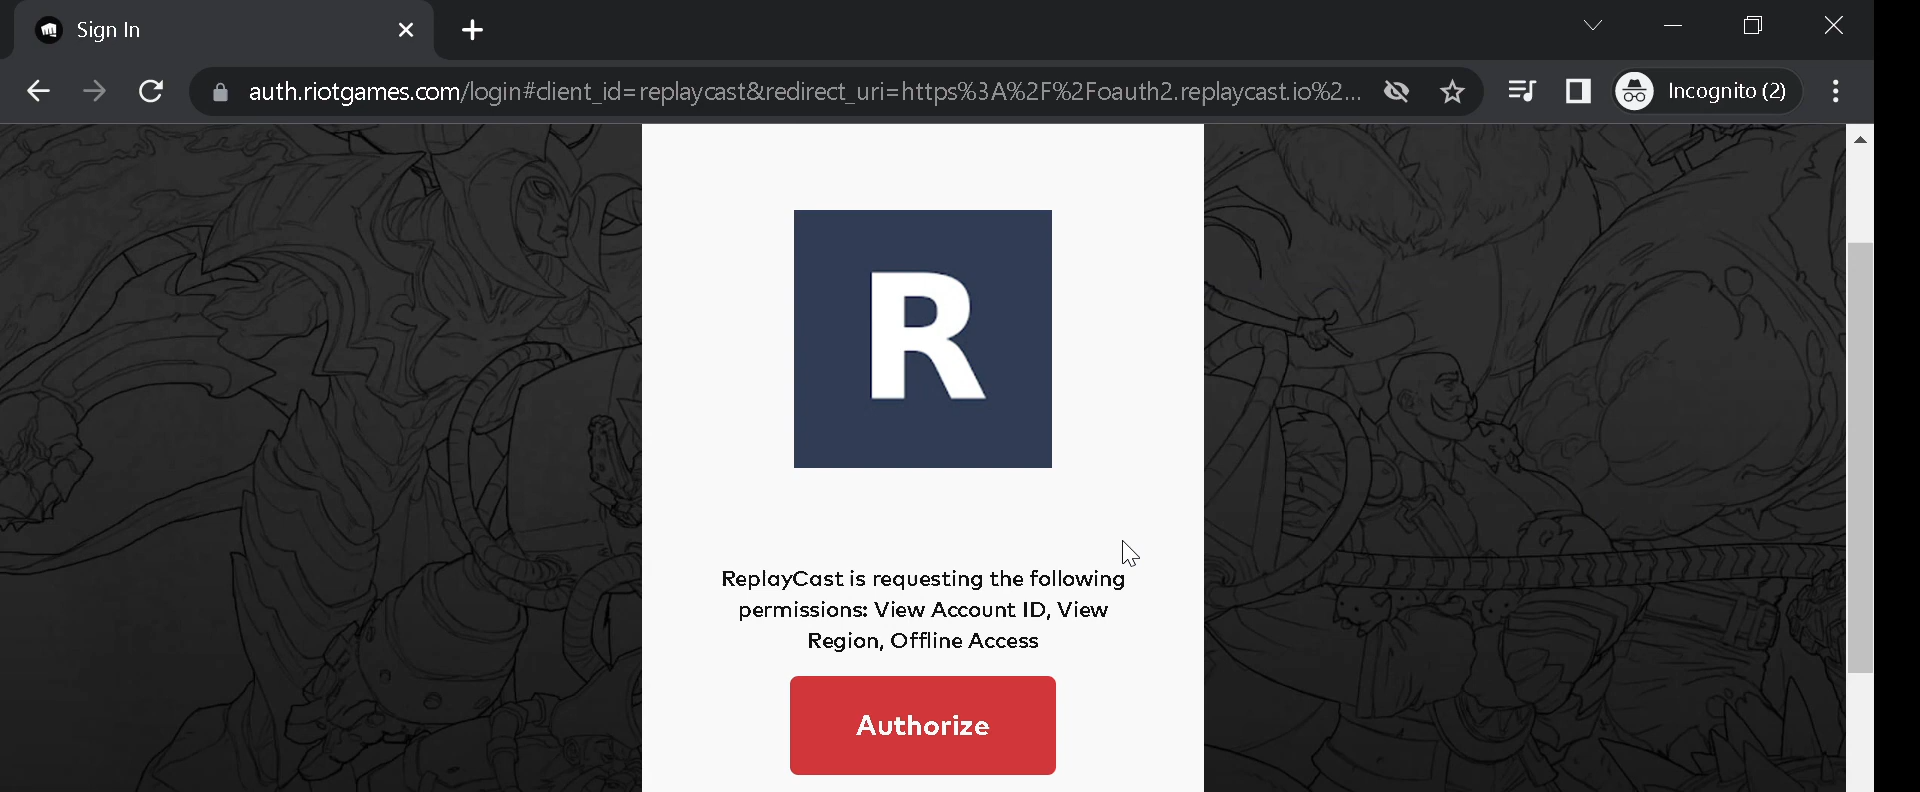 Sign In
auth.riotgames.com/login#client_id=replaycast&redirect_uri=https%3A%2F%2Foauth2.replaycast.io%2...
Incognito (2)
R
ReplayCast is requesting the following
permissions: View Account ID, View
Region, Offline Access
Authorize